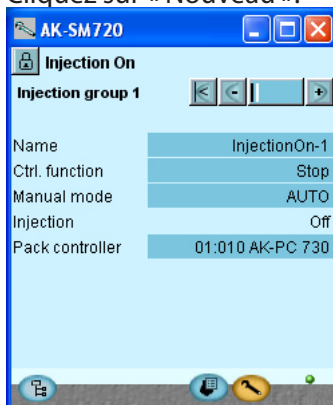 Cliquez sur « Nouveau ».
AK-SM720
Injection On
Injection group 1
Name InjectionOn-1
Ctrl. function Stop
Manual mode AUTO
Injection Off
Pack controller 01:010 AK-PC 730